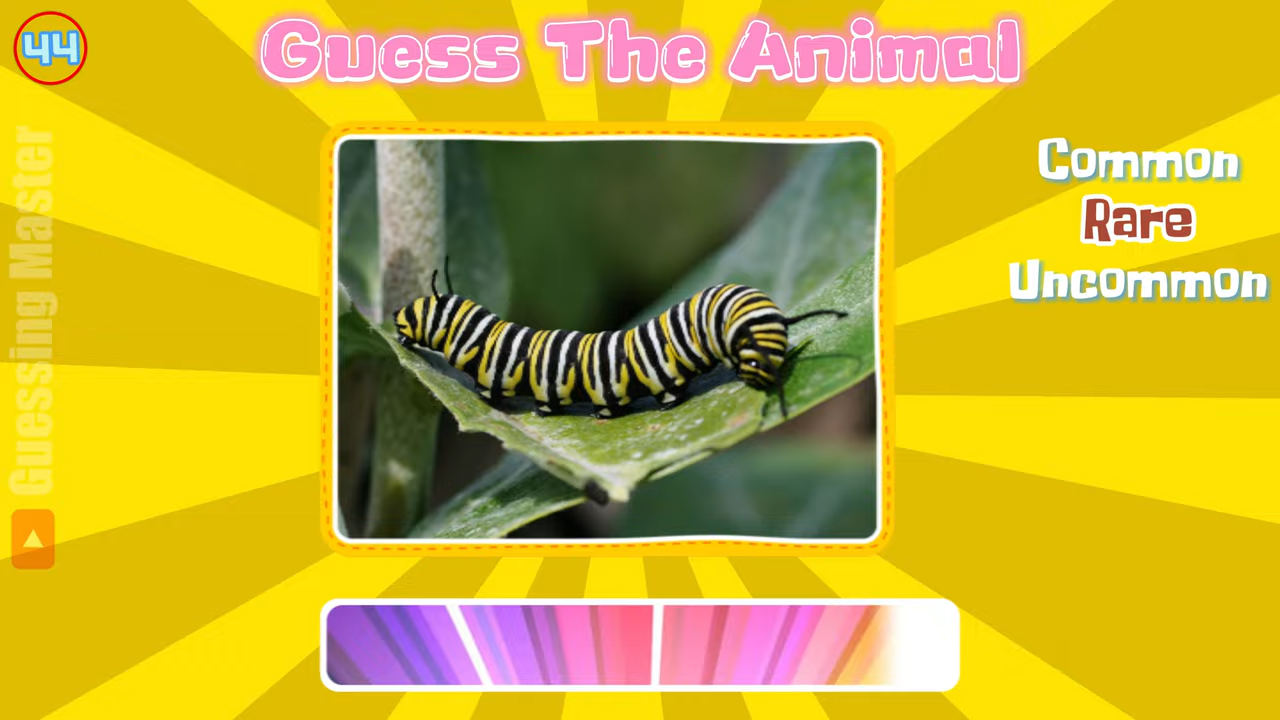 44
Guess The Animal
Common
Rare
Uncommon
Guessing Master